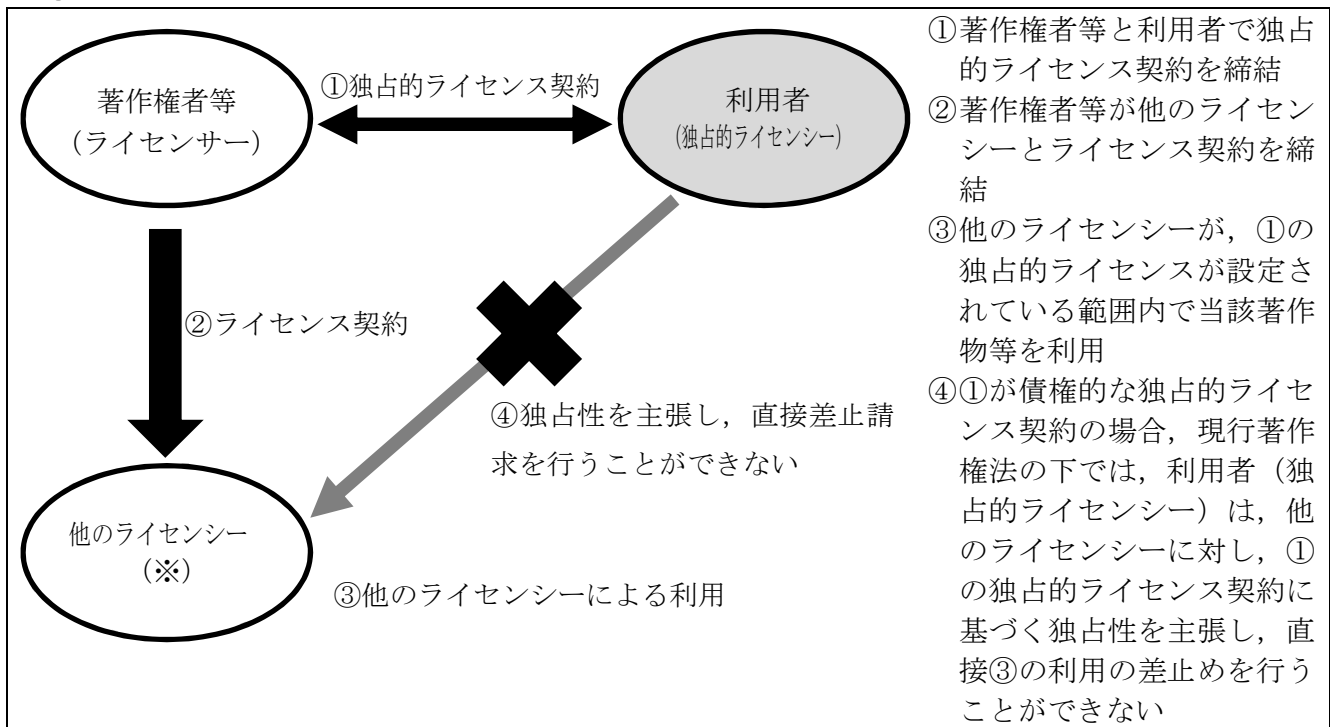 著作権者等
(ライセンサー)
①独占的ライセンス契約
利用者
(独占的ライセンシー)
②ライセンス契約
④独占性を主張し，直接差止請
求を行うことができない
他のライセンシー
(※)
③他のライセンシーによる利用
①著作権者等と利用者で独占
的ライセンス契約を締結
②著作権者等が他のライセン
シーとライセンス契約を締
結
③他のライセンシーが，①の
独占的ライセンスが設定さ
れている範囲内で当該著作
物等を利用
④①が債権的な独占的ライセ
ンス契約の場合，現行著作
権法の下では，利用者（独
占的ライセンシー）は，他
のライセンシーに対し，①
の独占的ライセンス契約に
基づく独占性を主張し，直
接③の利用の差止めを行う
ことができない